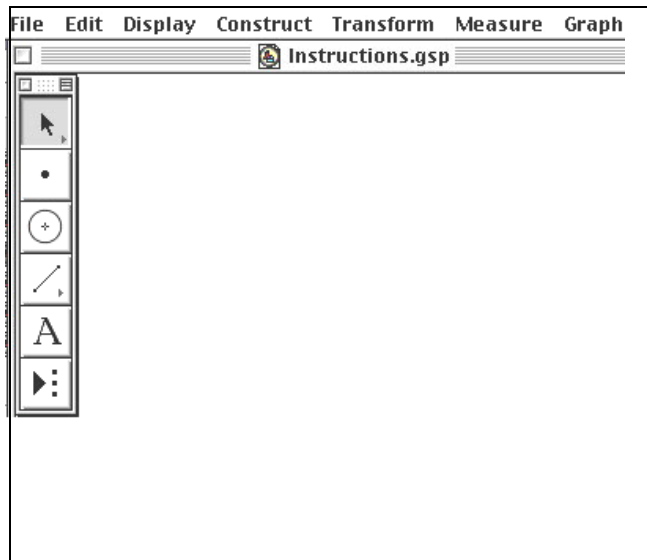 File Edit Display Construct Transform Measure Graph
Instructions.gsp
A